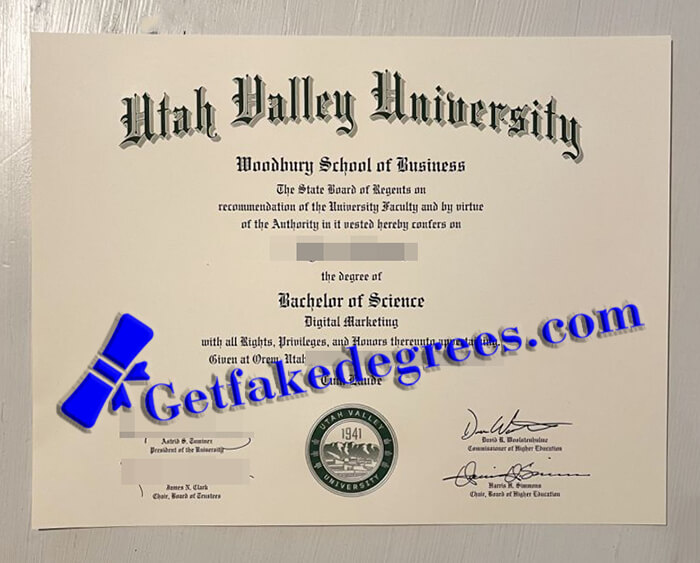 Utah Valley University
Woodbury School of Business
The State Board of Regents on
recommendation of the University Faculty and by virtue
of the Authority in it vested hereby confers on
the degree of
Bachelor of Science
Digital Marketing
with all Rights, Privileges, and Honors thereunto appertaining.
Given at Orem, Utah
Cum Laude
Getfakedegrees.com
Astrid S. Tuminez
President of the University
James N. Clark
Chair, Board of Trustees
UTAH VALLEY
1941
UNIVERSITY
David R. Woolstenhulme
Commissioner of Higher Education
Harris H. Simmons
Chair, Board of Higher Education